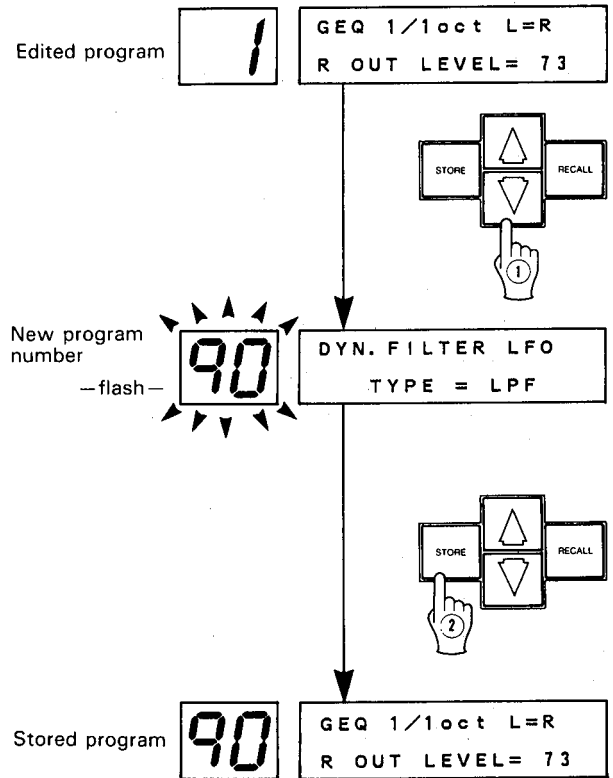 Edited program
1
GEQ 1/1oct L=R
R OUT LEVEL= 73
STORE
RECALL
1
New program
number
—flash—
90
DYN. FILTER LFO
TYPE = LPF
STORE
RECALL
2
Stored program
90
GEQ 1/1oct L=R
R OUT LEVEL= 73